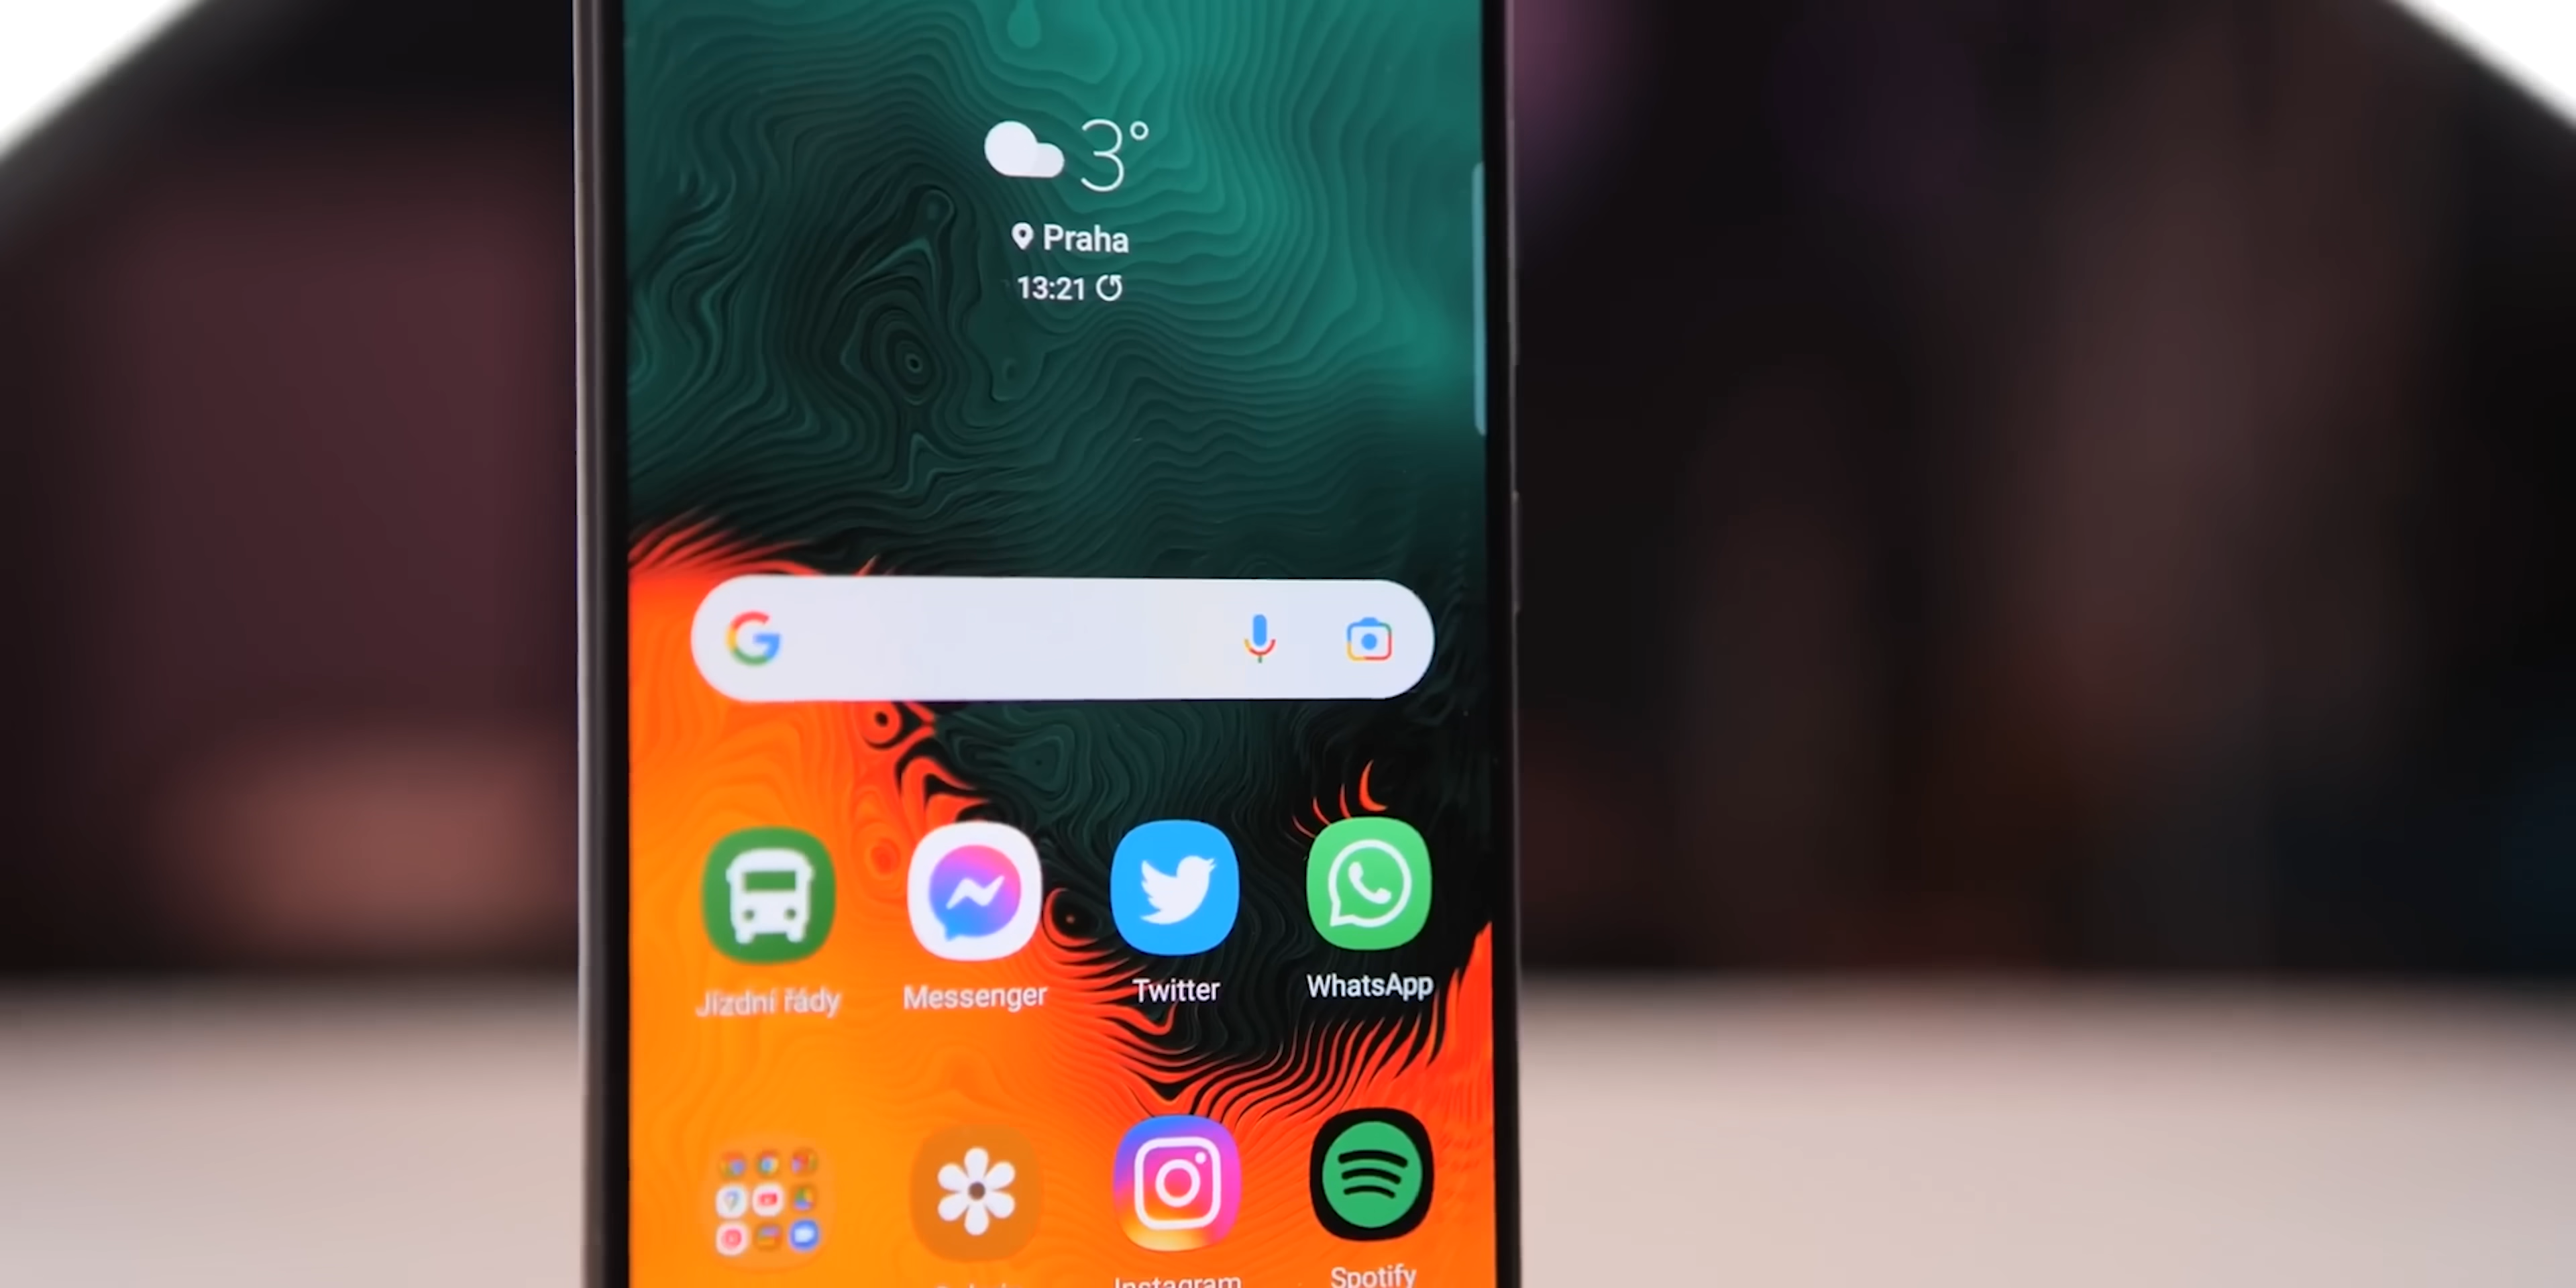 3°
Praha
13:21
Jízdní řády
Messenger
Twitter
WhatsApp
Instagram
Spotify